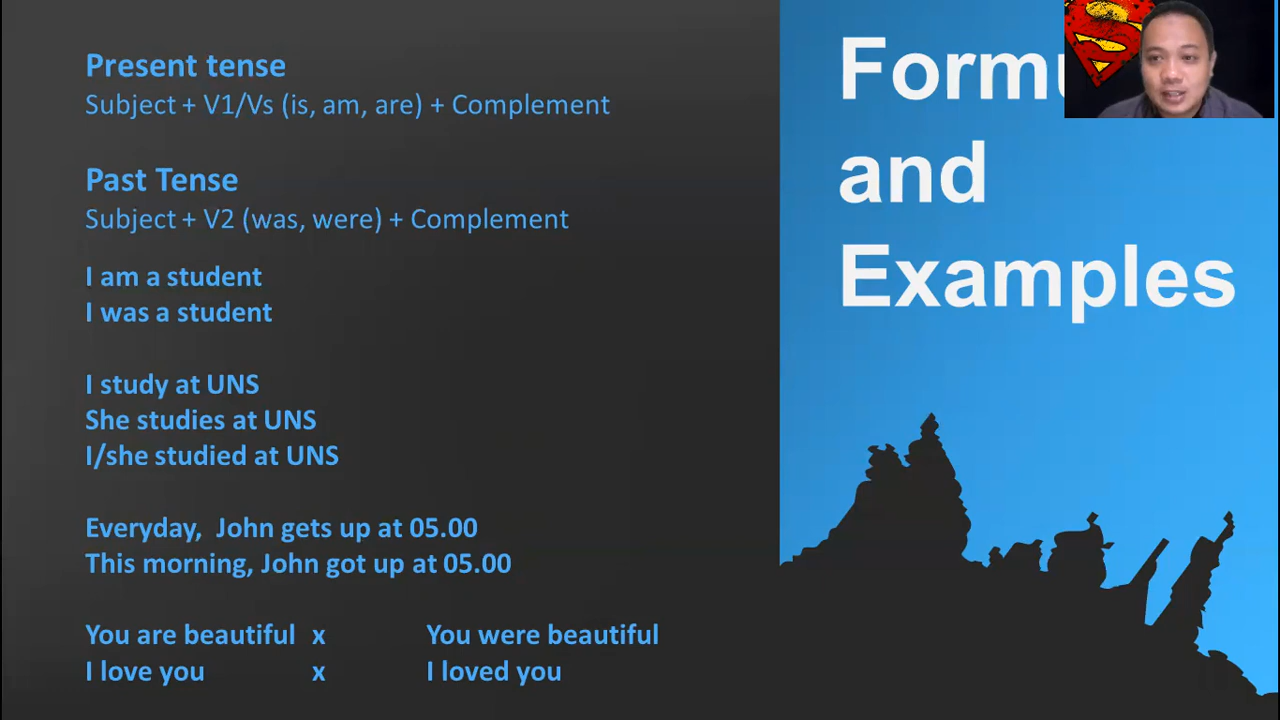 Present tense
Subject + V1/Vs (is, am, are) + Complement
Past Tense
Subject + V2 (was, were) + Complement
I am a student
I was a student
I study at UNS
She studies at UNS
I/she studied at UNS
Everyday, John gets up at 05.00
This morning, John got up at 05.00
You are beautiful x You were beautiful
I love you x I loved you
and
Examples
S